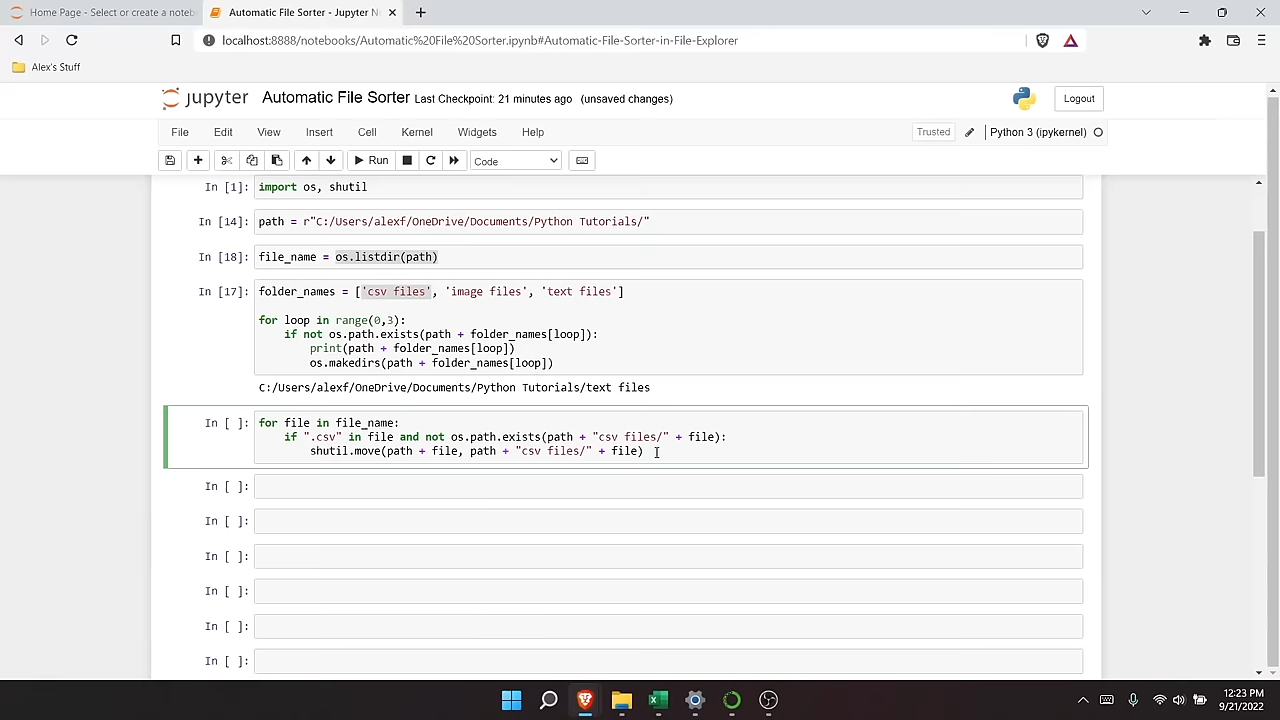 Home Page - Select or create a noteb
Automatic File Sorter - Jupyter N
localhost:8888/notebooks/Automatic%20File%20Sorter.ipynb#Automatic-File-Sorter-in-File-Explorer
Alex's Stuff
jupyter Automatic File Sorter Last Checkpoint: 21 minutes ago (unsaved changes)
Logout
File Edit View Insert Cell Kernel Widgets Help
Trusted Python 3 (ipykernel)
Run Code
In [1]: import os, shutil
In [14]: path = r"C:/Users/alexf/OneDrive/Documents/Python Tutorials/"
In [18]: file_name = os.listdir(path)
In [17]: folder_names = ['csv files', 'image files', 'text files']
for loop in range(0,3):
    if not os.path.exists(path + folder_names[loop]):
        print(path + folder_names[loop])
        os.makedirs(path + folder_names[loop])
C:/Users/alexf/OneDrive/Documents/Python Tutorials/text files
In [ ]: for file in file_name:
    if ".csv" in file and not os.path.exists(path + "csv files/" + file):
        shutil.move(path + file, path + "csv files/" + file)
In [ ]:
In [ ]:
In [ ]:
In [ ]:
In [ ]:
In [ ]:
12:23 PM
9/21/2022